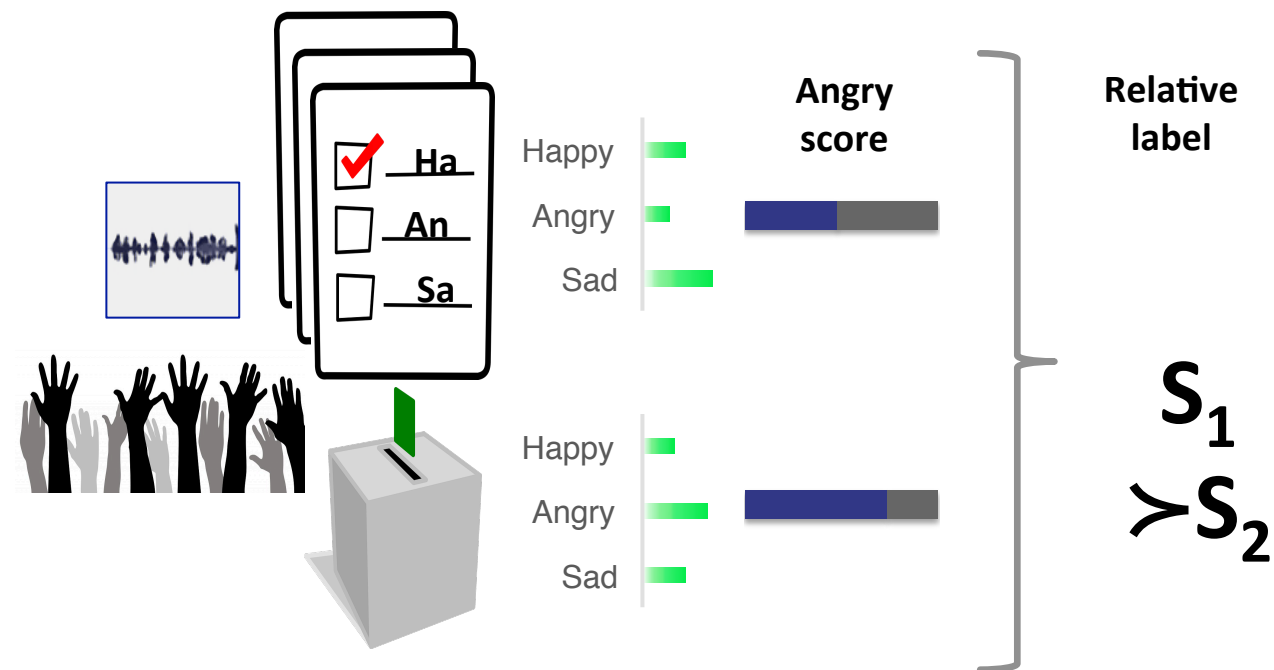 Ha
An
Sa
Happy
Angry
Sad
Happy
Angry
Sad
Angry
score
Relative
label
S₁
≻S₂